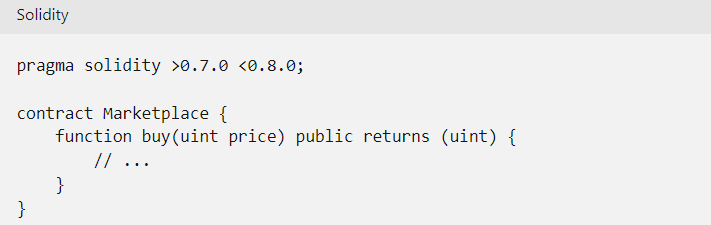 Solidity
pragma solidity >0.7.0 <0.8.0;
contract Marketplace {
    function buy(uint price) public returns (uint) {
        // ...
    }
}